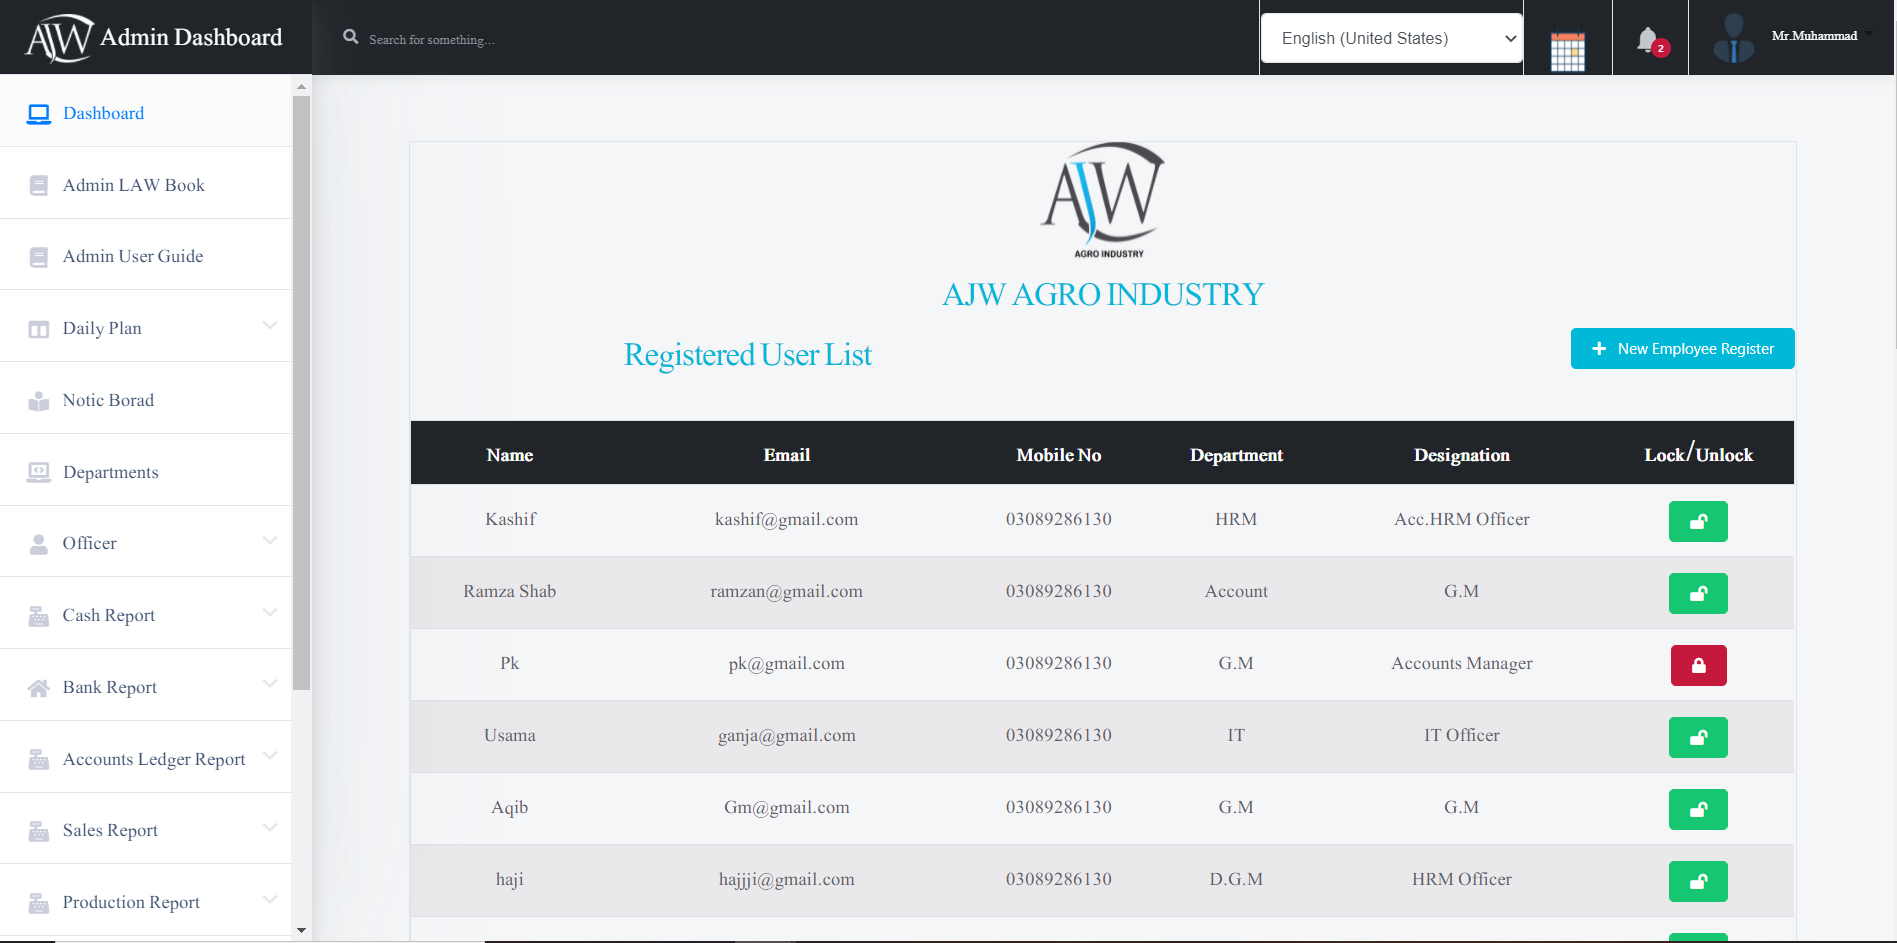 AJW Admin Dashboard
Search for something...
English (United States)
2
Mr.Muhammad
Dashboard
Admin LAW Book
Admin User Guide
Daily Plan
Notic Borad
Departments
Officer
Cash Report
Bank Report
Accounts Ledger Report
Sales Report
Production Report
AJW
AGRO INDUSTRY
AJW AGRO INDUSTRY
Registered User List
New Employee Register
Name Email Mobile No Department Designation Lock/Unlock
Kashif kashif@gmail.com 03089286130 HRM Acc.HRM Officer
Ramza Shab ramzan@gmail.com 03089286130 Account G.M
Pk pk@gmail.com 03089286130 G.M Accounts Manager
Usama ganja@gmail.com 03089286130 IT IT Officer
Aqib Gm@gmail.com 03089286130 G.M G.M
haji hajjji@gmail.com 03089286130 D.G.M HRM Officer